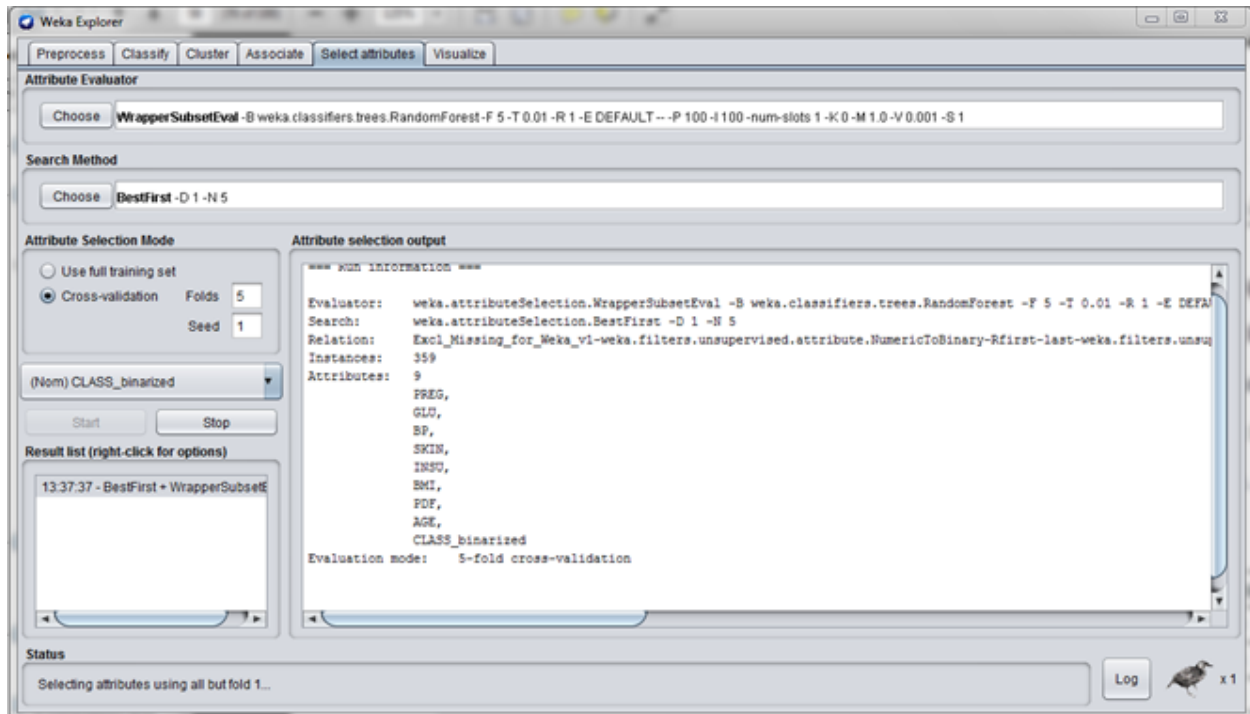 Weka Explorer
Preprocess Classify Cluster Associate Select attributes Visualize
Attribute Evaluator
Choose WrapperSubsetEval -B weka.classifiers.trees.RandomForest -F 5 -T 0.01 -R 1 -E DEFAULT -- -P 100 -I 100 -num-slots 1 -K 0 -M 1.0 -V 0.001 -S 1
Search Method
Choose BestFirst -D 1 -N 5
Attribute Selection Mode
Use full training set
Cross-validation Folds 5
Seed 1
(Nom) CLASS_binarized
Start Stop
Result list (right-click for options)
13:37:37 - BestFirst + WrapperSubsetE
Attribute selection output
=== Run information ===
Evaluator: weka.attributeSelection.WrapperSubsetEval -B weka.classifiers.trees.RandomForest -F 5 -T 0.01 -R 1 -E DEFA
Search: weka.attributeSelection.BestFirst -D 1 -N 5
Relation: Excl_Missing_for_Weka_v1-weka.filters.unsupervised.attribute.NumericToBinary-Rfirst-last-weka.filters.unsup
Instances: 359
Attributes: 9
PREG,
GLU,
BP,
SKIN,
INSU,
BMI,
PDF,
AGE,
CLASS_binarized
Evaluation mode: 5-fold cross-validation
Status
Selecting attributes using all but fold 1...
Log x 1